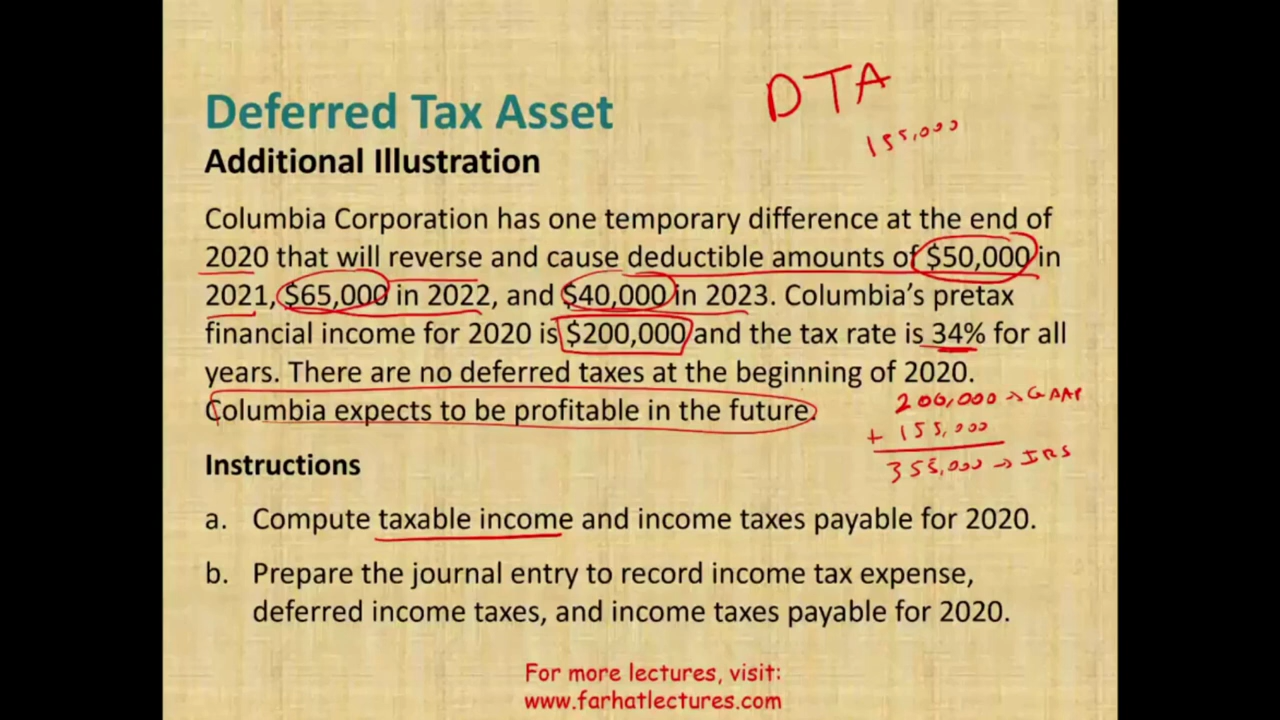 DTA
Deferred Tax Asset
155,000
Additional Illustration
Columbia Corporation has one temporary difference at the end of
2020 that will reverse and cause deductible amounts of $50,000 in
2021, $65,000 in 2022, and $40,000 in 2023. Columbia’s pretax
financial income for 2020 is $200,000 and the tax rate is 34% for all
years. There are no deferred taxes at the beginning of 2020.
Columbia expects to be profitable in the future.
200,000 → GAAP
+ 155,000
355,000 → IRS
Instructions
a. Compute taxable income and income taxes payable for 2020.
b. Prepare the journal entry to record income tax expense,
deferred income taxes, and income taxes payable for 2020.
For more lectures, visit:
www.farhatlectures.com